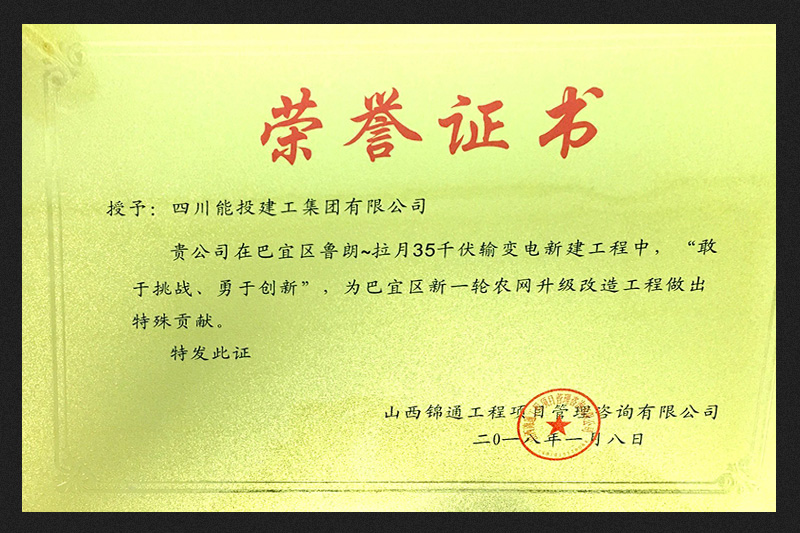 荣誉证书
授予：四川能投建工集团有限公司
贵公司在巴宜区鲁朗~拉月35千伏输变电新建工程中，“敢
于挑战、勇于创新”，为巴宜区新一轮农网升级改造工程做出
特殊贡献。
特发此证
山西锦通工程项目管理咨询有限公司
二0一八年一月八日